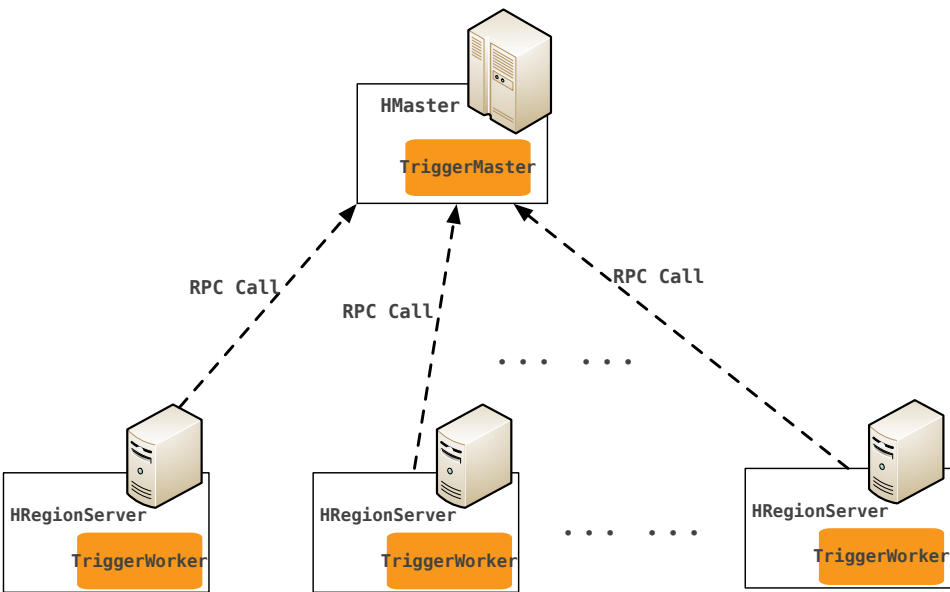 HMaster
TriggerMaster
RPC Call
RPC Call
RPC Call
... ...
HRegionServer
HRegionServer
HRegionServer
... ...
TriggerWorker
TriggerWorker
TriggerWorker